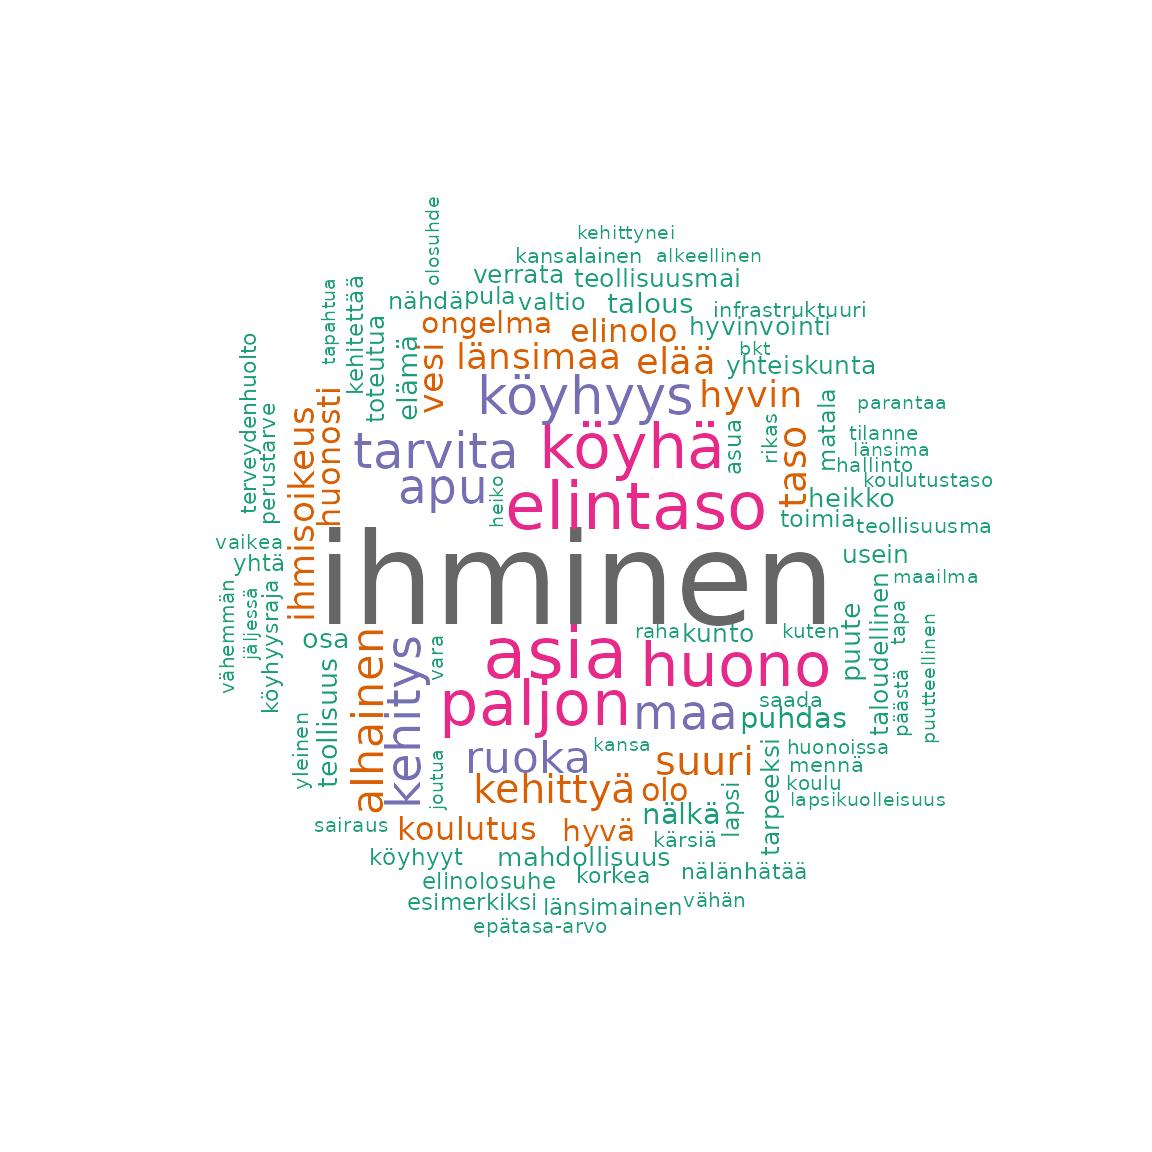 olosuhde
kehittynei
kansalainen
alkeellinen
verrata
teollisuusmai
tapahtua
kehitettää
nähdä
pula
valtio
talous
infrastruktuuri
toteutua
elämä
vesi
ongelma
elinolo
hyvinvointi
länsimaa
elää
bkt
yhteiskunta
terveydenhuolto
perustarve
ihmisoikeus
huonosti
köyhyys
hyvin
matala
parantaa
tarvita
köyhä
asua
rikas
taso
tilanne
länsima
hallinto
koulutustaso
apu
heiko
elintaso
heikko
toimia
teollisuusma
vaikea
yhtä
ihminen
usein
maailma
vähemmän
jäljessä
köyhyysraja
osa
alhainen
kehitys
vara
asia
raha
kunto
kuten
puute
taloudellinen
tapa
päästä
puutteellinen
huono
paljon
maa
saada
puhdas
yleinen
teollisuus
joutua
ruoka
kansa
suuri
tarpeeksi
huonoissa
mennä
koulu
kehittyä
olo
lapsi
lapsikuolleisuus
sairaus
koulutus
hyvä
nälkä
kärsiä
köyhyyt
mahdollisuus
elinolosuhe
korkea
nälänhätää
esimerkiksi
länsimainen
vähän
epätasa-arvo